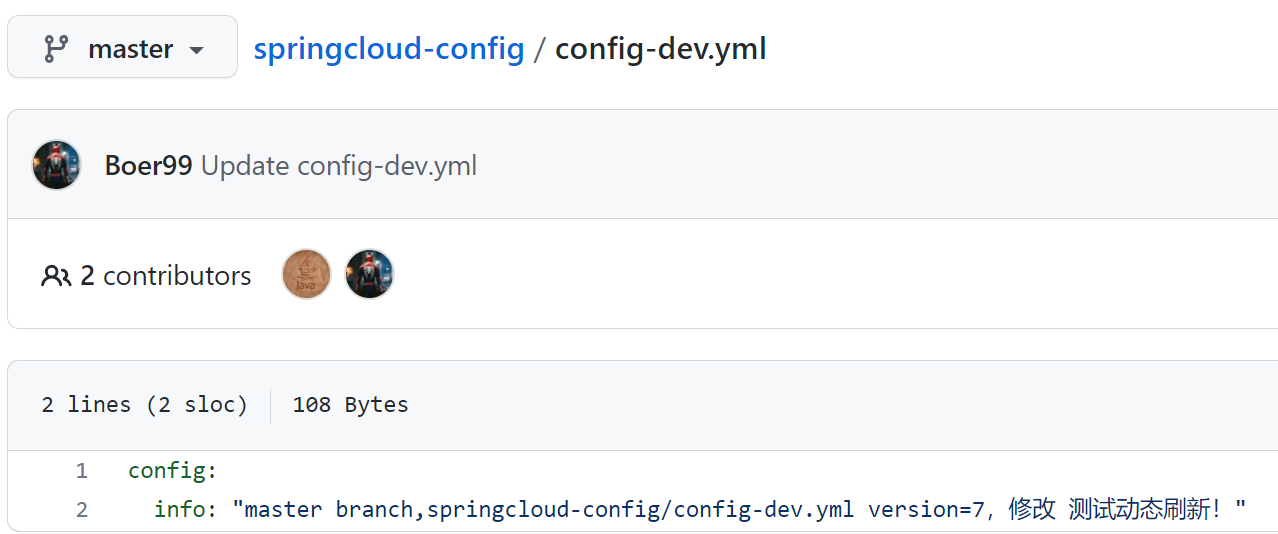 master springcloud-config / config-dev.yml
Boer99 Update config-dev.yml
2 contributors
Java
2 lines (2 sloc) 108 Bytes
1 config:
2 info: "master branch,springcloud-config/config-dev.yml version=7，修改 测试动态刷新！"